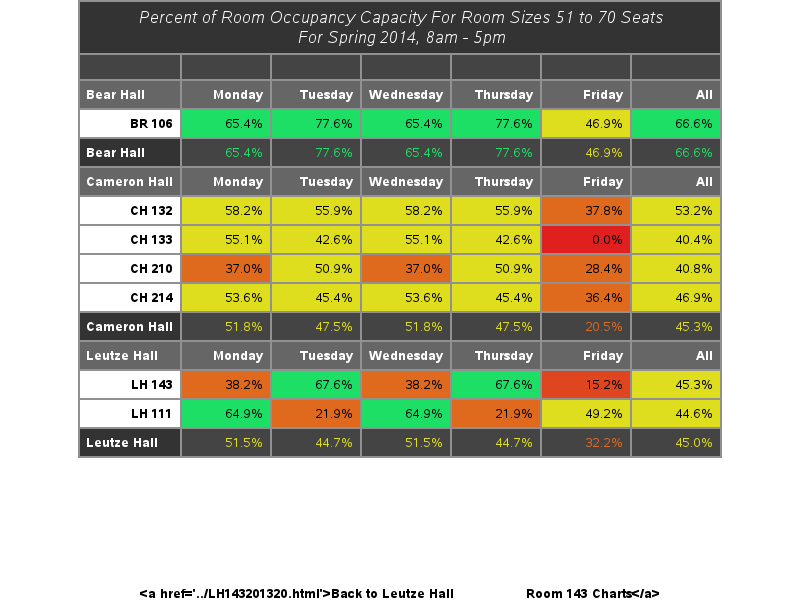 Percent of Room Occupancy Capacity For Room Sizes 51 to 70 Seats
For Spring 2014, 8am - 5pm
Bear Hall Monday Tuesday Wednesday Thursday Friday All
BR 106 65.4% 77.6% 65.4% 77.6% 46.9% 66.6%
Bear Hall 65.4% 77.6% 65.4% 77.6% 46.9% 66.6%
Cameron Hall Monday Tuesday Wednesday Thursday Friday All
CH 132 58.2% 55.9% 58.2% 55.9% 37.8% 53.2%
CH 133 55.1% 42.6% 55.1% 42.6% 0.0% 40.4%
CH 210 37.0% 50.9% 37.0% 50.9% 28.4% 40.8%
CH 214 53.6% 45.4% 53.6% 45.4% 36.4% 46.9%
Cameron Hall 51.8% 47.5% 51.8% 47.5% 20.5% 45.3%
Leutze Hall Monday Tuesday Wednesday Thursday Friday All
LH 143 38.2% 67.6% 38.2% 67.6% 15.2% 45.3%
LH 111 64.9% 21.9% 64.9% 21.9% 49.2% 44.6%
Leutze Hall 51.5% 44.7% 51.5% 44.7% 32.2% 45.0%
<a href='../LH143201320.html'>Back to Leutze Hall Room 143 Charts</a>